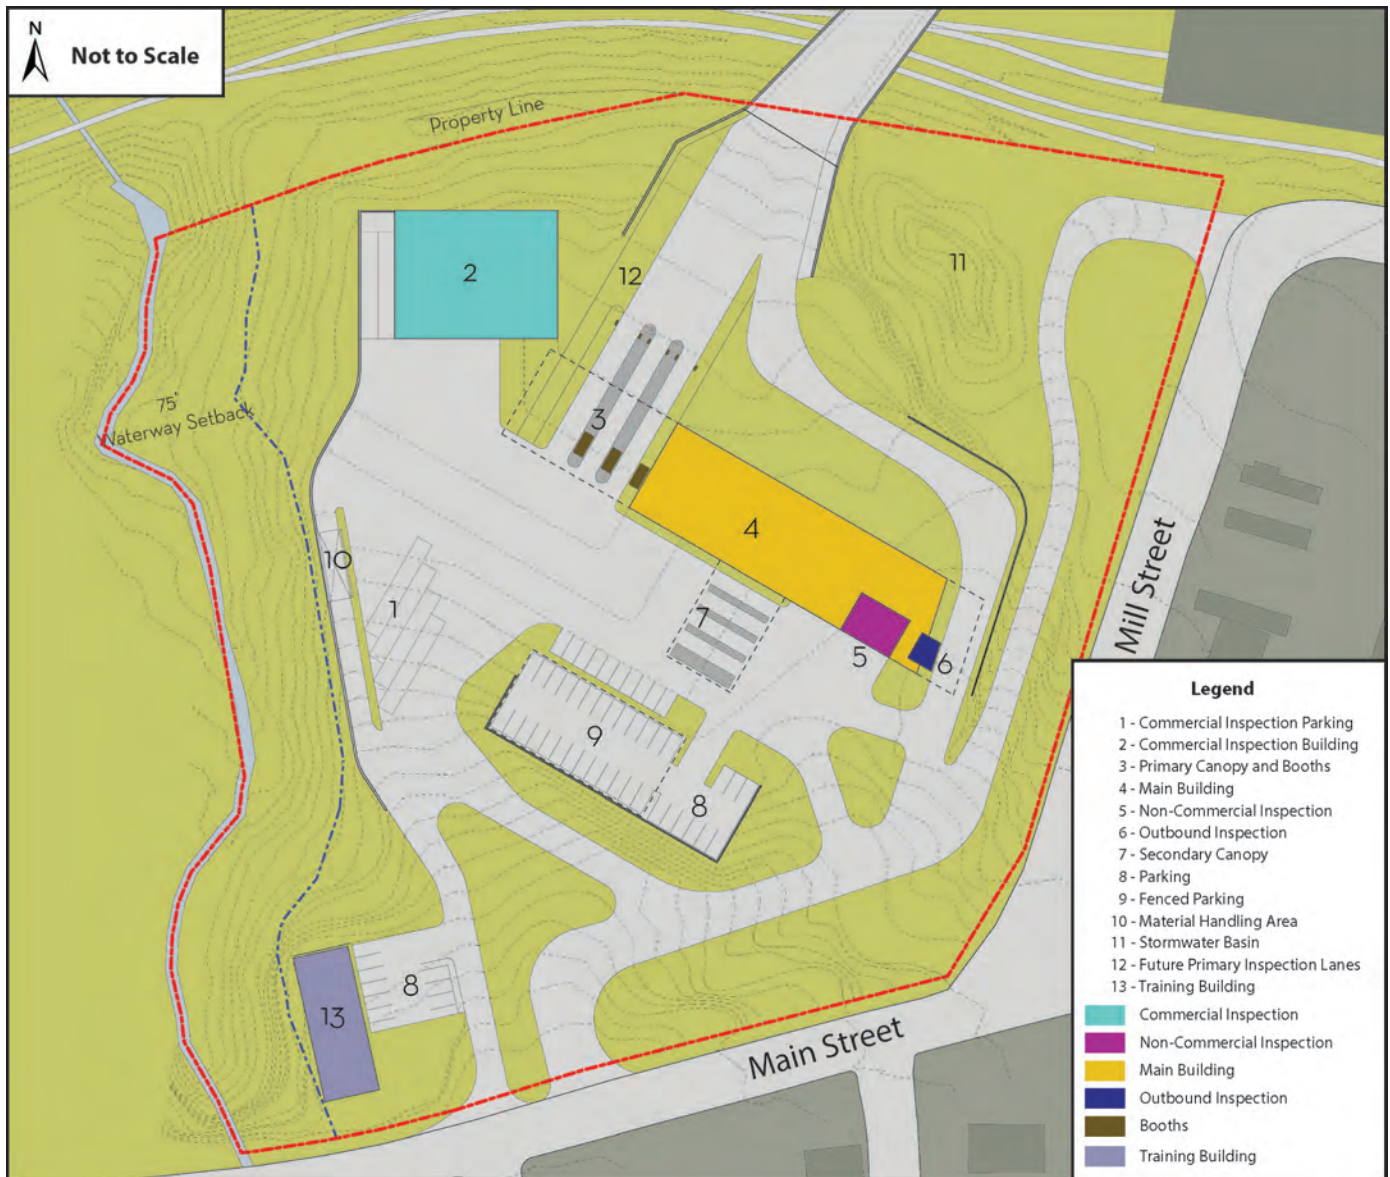 N
Not to Scale
Property Line
2
12
11
75'
Waterway Setback
3
4
10
1
7
5
6
9
8
8
13
Mill Street
Main Street
Legend
1 - Commercial Inspection Parking
2 - Commercial Inspection Building
3 - Primary Canopy and Booths
4 - Main Building
5 - Non-Commercial Inspection
6 - Outbound Inspection
7 - Secondary Canopy
8 - Parking
9 - Fenced Parking
10 - Material Handling Area
11 - Stormwater Basin
12 - Future Primary Inspection Lanes
13 - Training Building
Commercial Inspection
Non-Commercial Inspection
Main Building
Outbound Inspection
Booths
Training Building